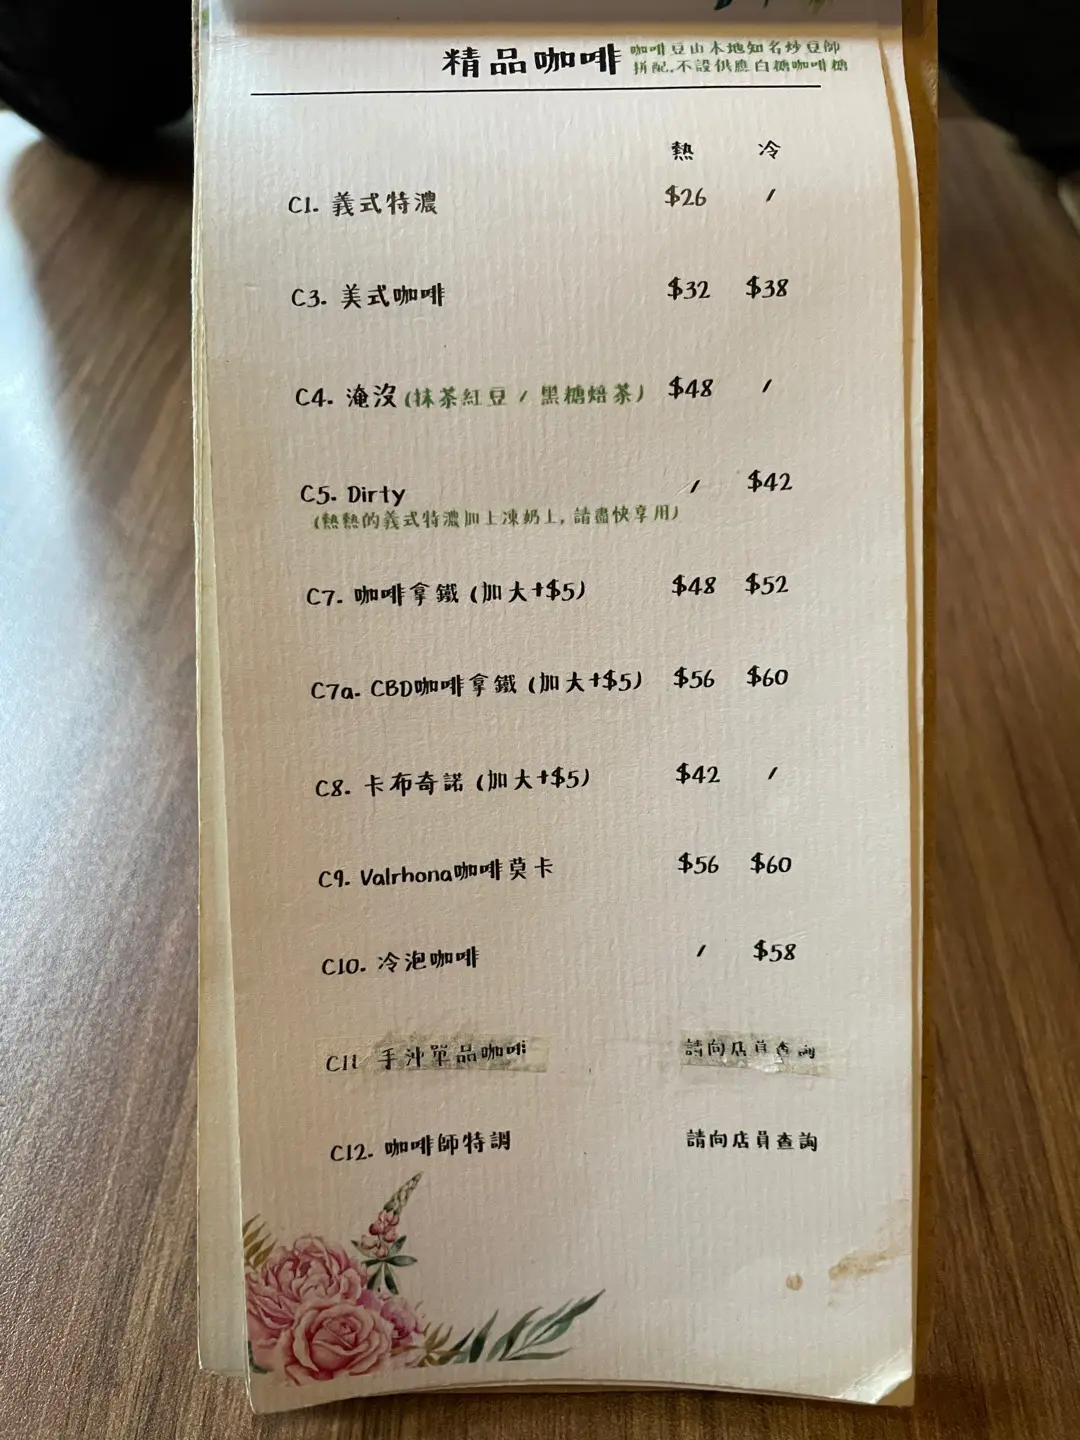 精品咖啡
咖啡豆由本地知名炒豆師
拼配.不設供應白糖咖啡糖
熱 冷
C1. 義式特濃 $26 /
C3. 美式咖啡 $32 $38
C4. 淹沒(抹茶紅豆 / 黑糖焙茶) $48 /
C5. Dirty / $42
(熱熱的義式特濃加上凍奶上, 請盡快享用)
C7. 咖啡拿鐵 (加大+$5) $48 $52
C7a. CBD咖啡拿鐵 (加大+$5) $56 $60
C8. 卡布奇諾 (加大+$5) $42 /
C9. Valrhona咖啡莫卡 $56 $60
C10. 冷泡咖啡 / $58
C11 手沖單品咖啡 請向店員查詢
C12. 咖啡師特調 請向店員查詢